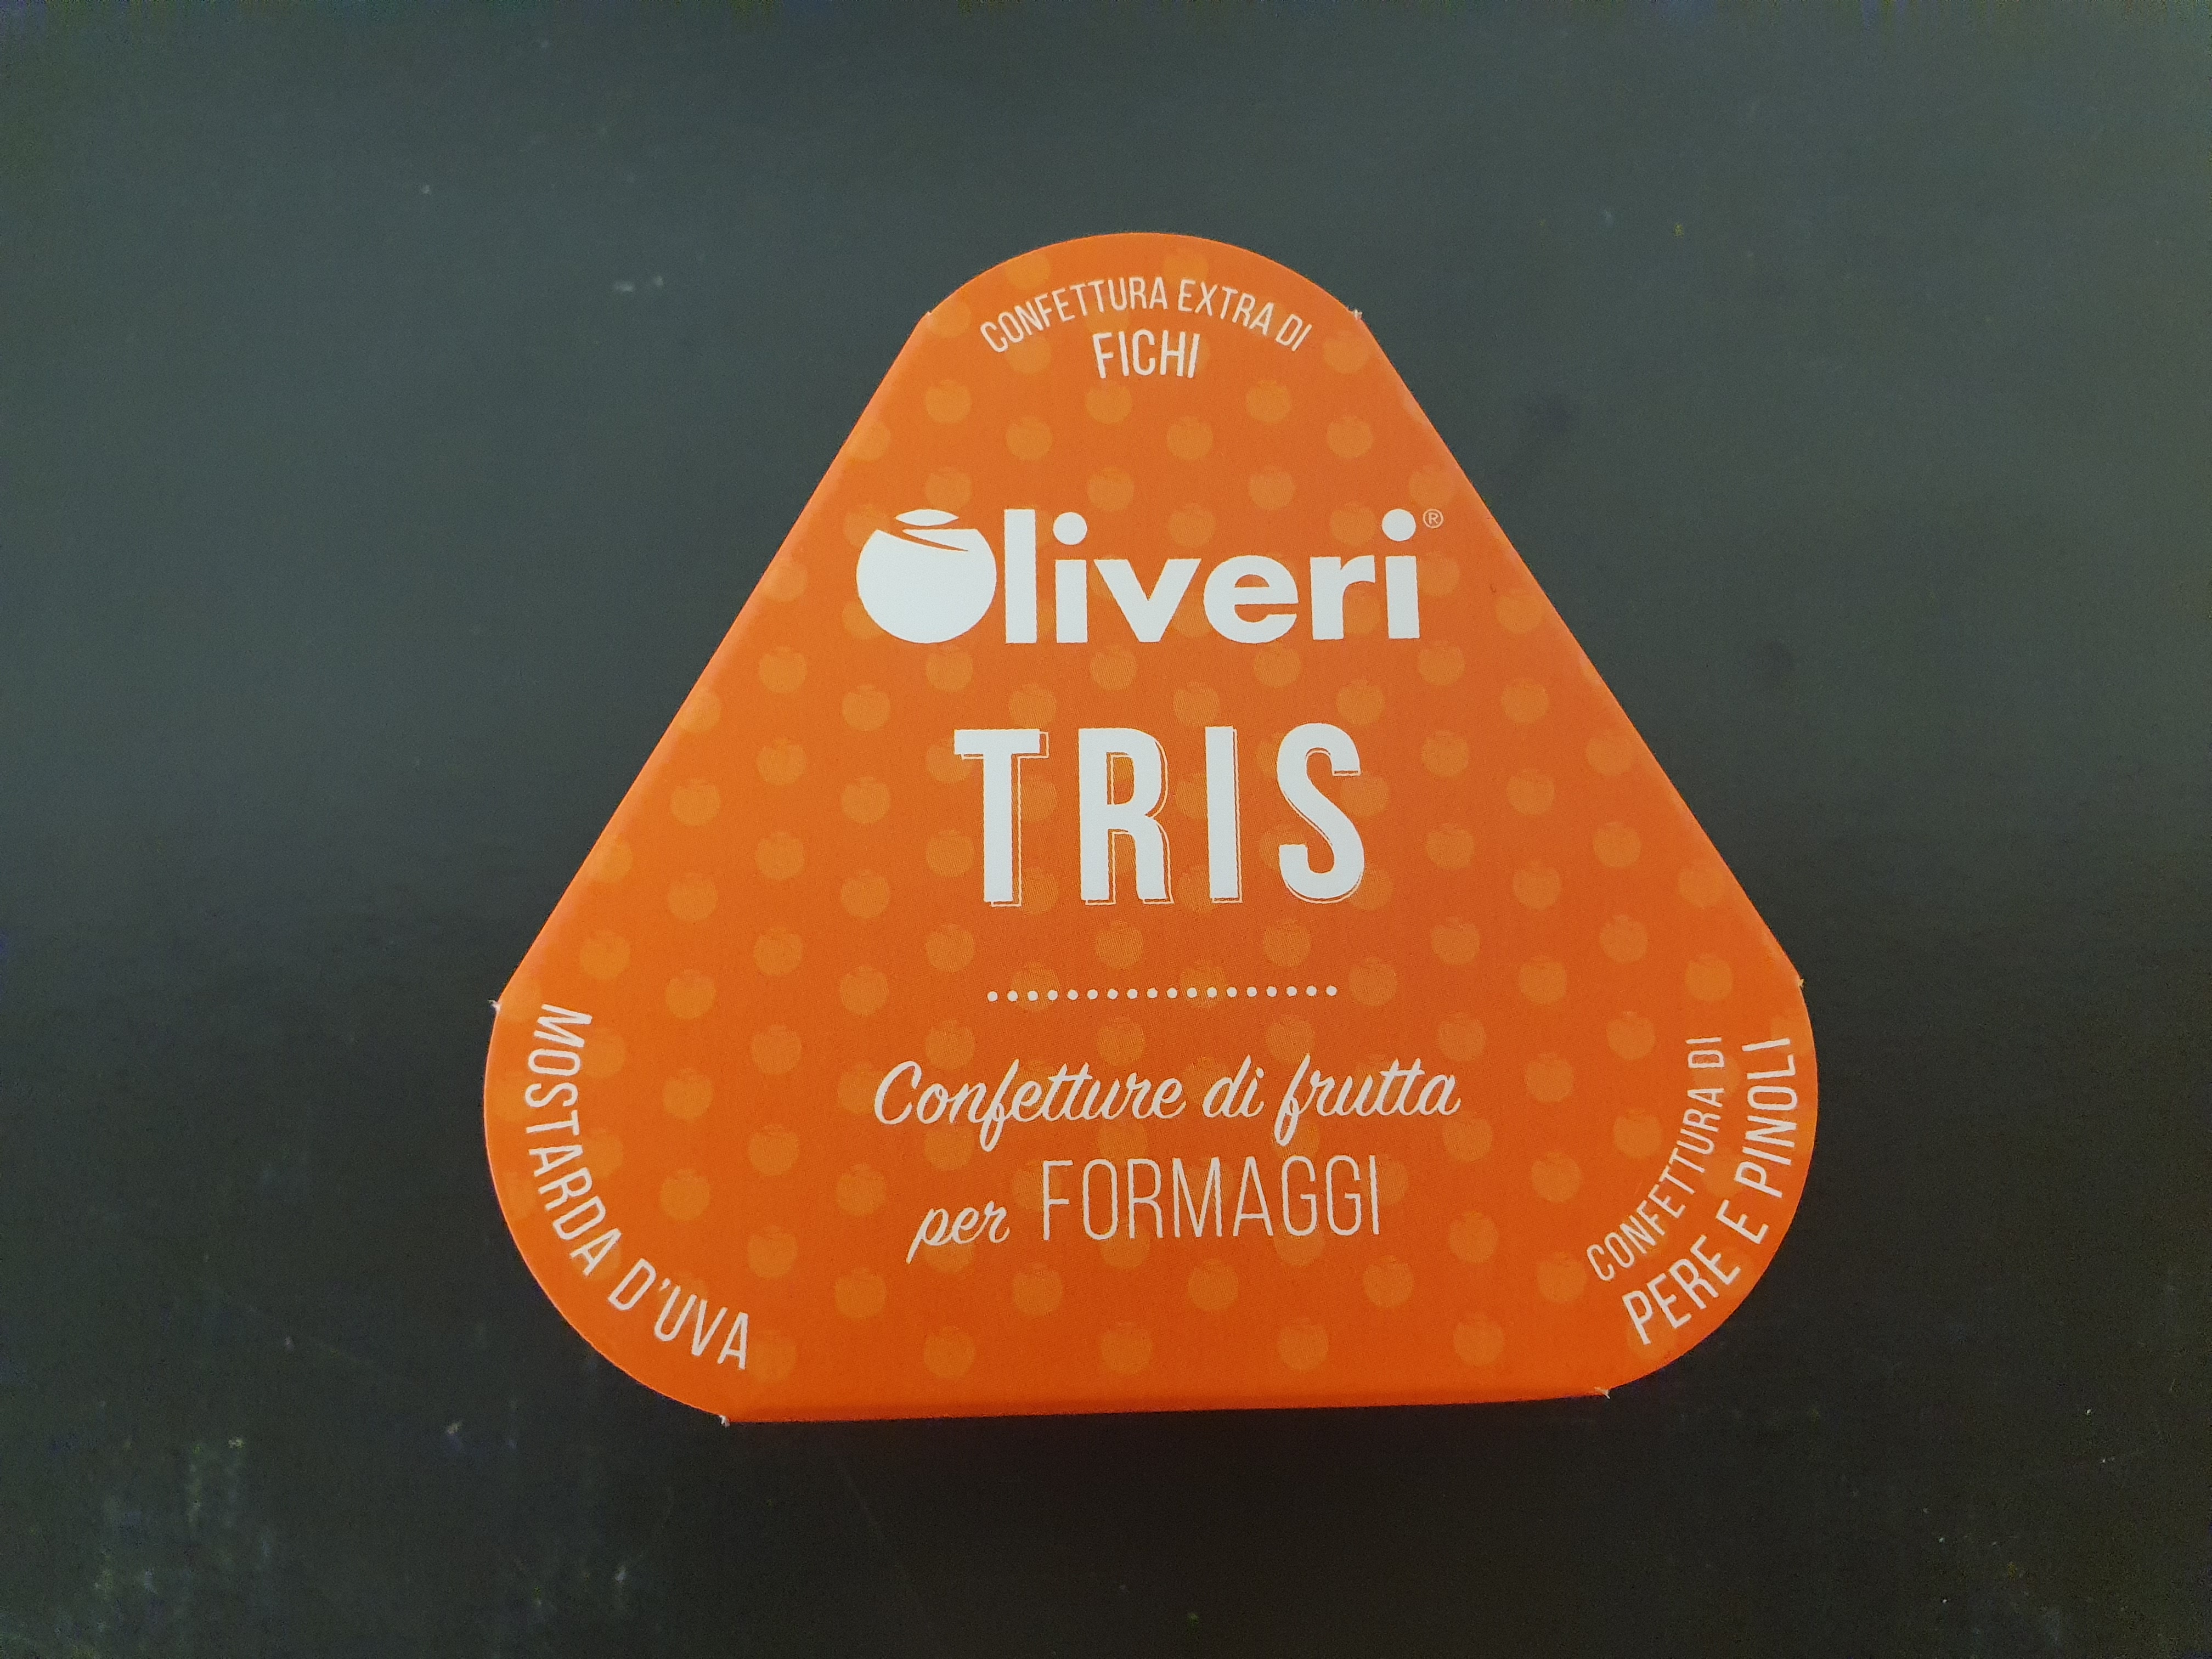 CONFETTURA EXTRA DI
FICHI
Oliveri®
TRIS
Confetture di frutta
per FORMAGGI
MOSTARDA D'UVA
CONFETTURA DI
PERE E PINOLI